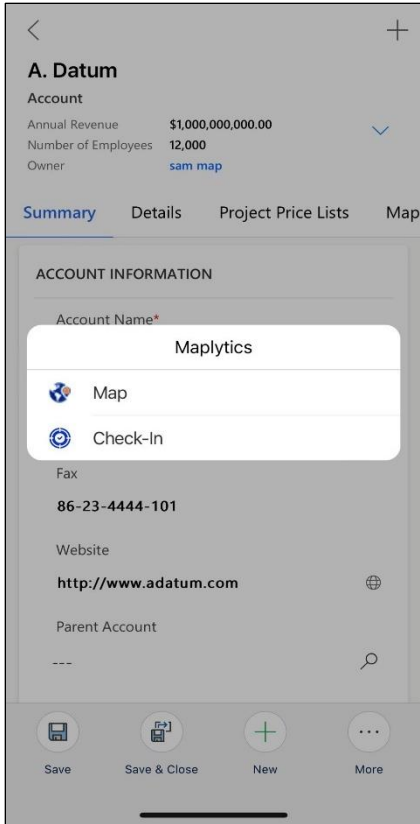 A. Datum
Account
Annual Revenue $1,000,000,000.00
Number of Employees 12,000
Owner sam map
Summary Details Project Price Lists Map
ACCOUNT INFORMATION
Account Name*
Maplytics
Map
Check-In
Fax
86-23-4444-101
Website
http://www.adatum.com
Parent Account
---
Save Save & Close New More